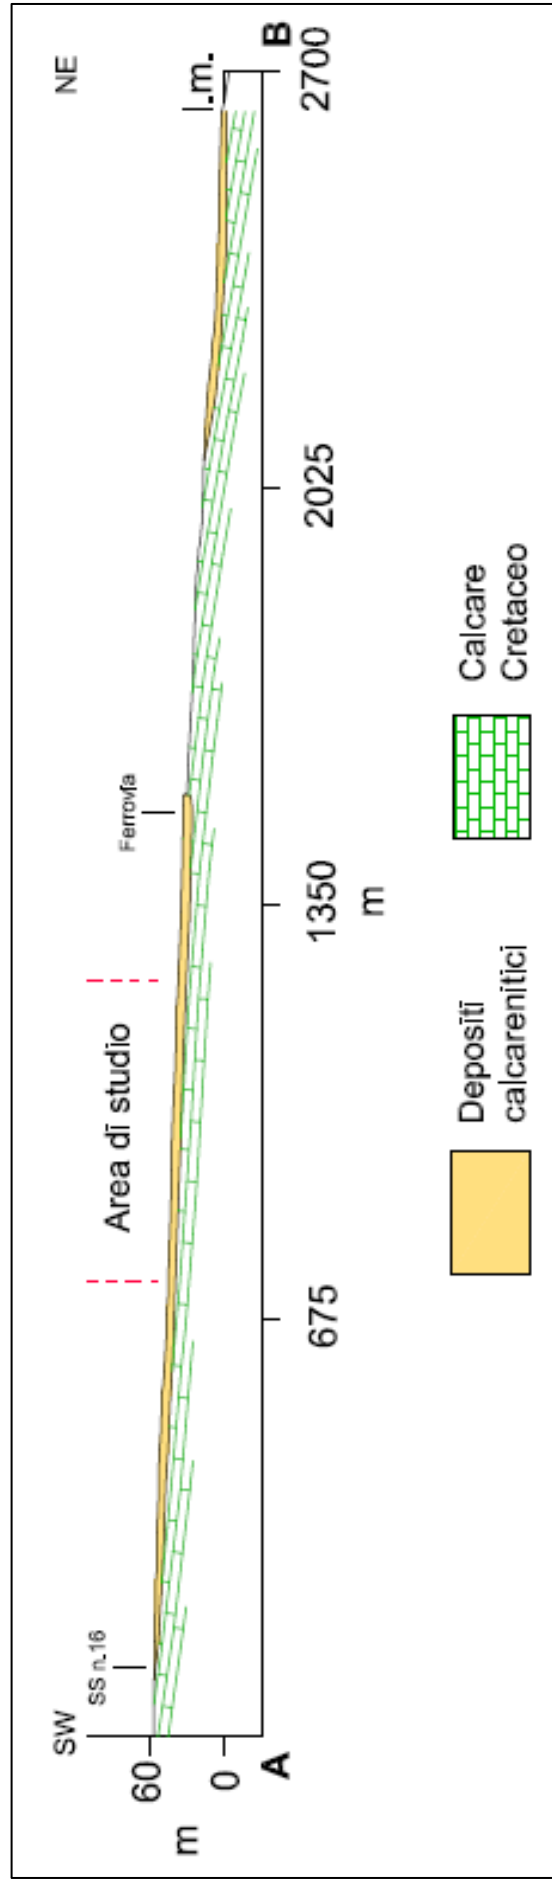 SW
NE
SS n.16
Area di studio
Ferrovia
l.m.
60
0
m
A
B
675
1350
2025
2700
m
Depositi
calcarenitici
Calcare
Cretaceo